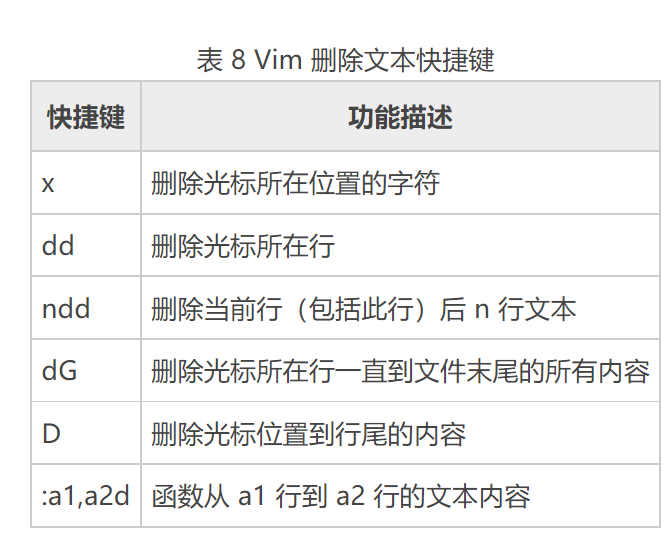 表 8 Vim 删除文本快捷键
快捷键 功能描述
x 删除光标所在位置的字符
dd 删除光标所在行
ndd 删除当前行（包括此行）后 n 行文本
dG 删除光标所在行一直到文件末尾的所有内容
D 删除光标位置到行尾的内容
:a1,a2d 函数从 a1 行到 a2 行的文本内容